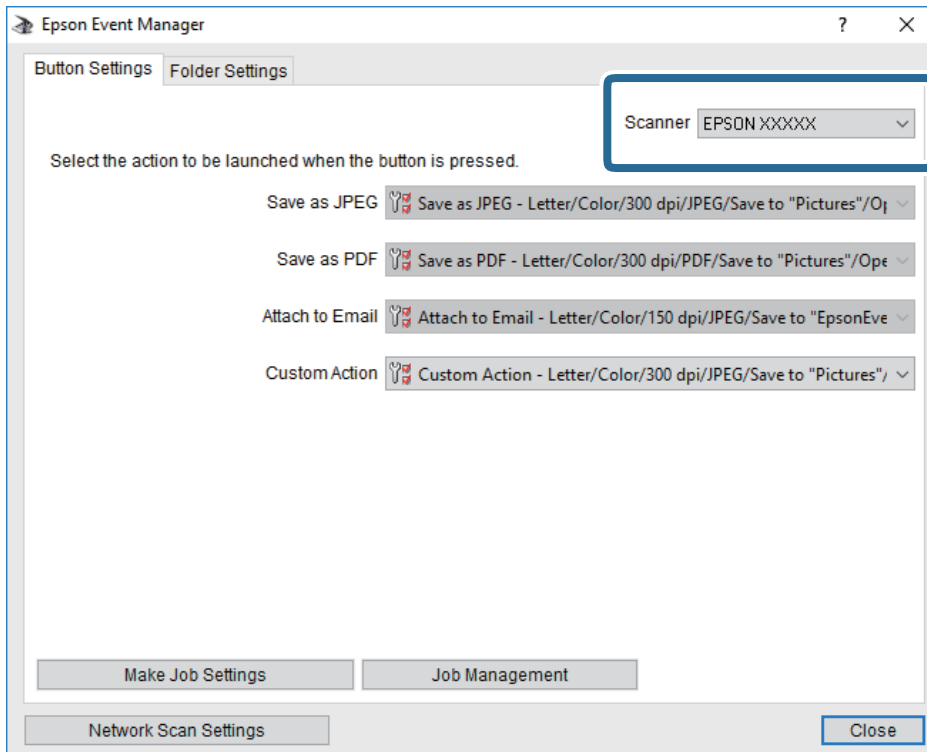 Epson Event Manager
Button Settings Folder Settings
Scanner EPSON XXXXX
Select the action to be launched when the button is pressed.
Save as JPEG Save as JPEG - Letter/Color/300 dpi/JPEG/Save to "Pictures"/Op
Save as PDF Save as PDF - Letter/Color/300 dpi/PDF/Save to "Pictures"/Ope
Attach to Email Attach to Email - Letter/Color/150 dpi/JPEG/Save to "EpsonEve
Custom Action Custom Action - Letter/Color/300 dpi/JPEG/Save to "Pictures"/
Make Job Settings Job Management
Network Scan Settings Close